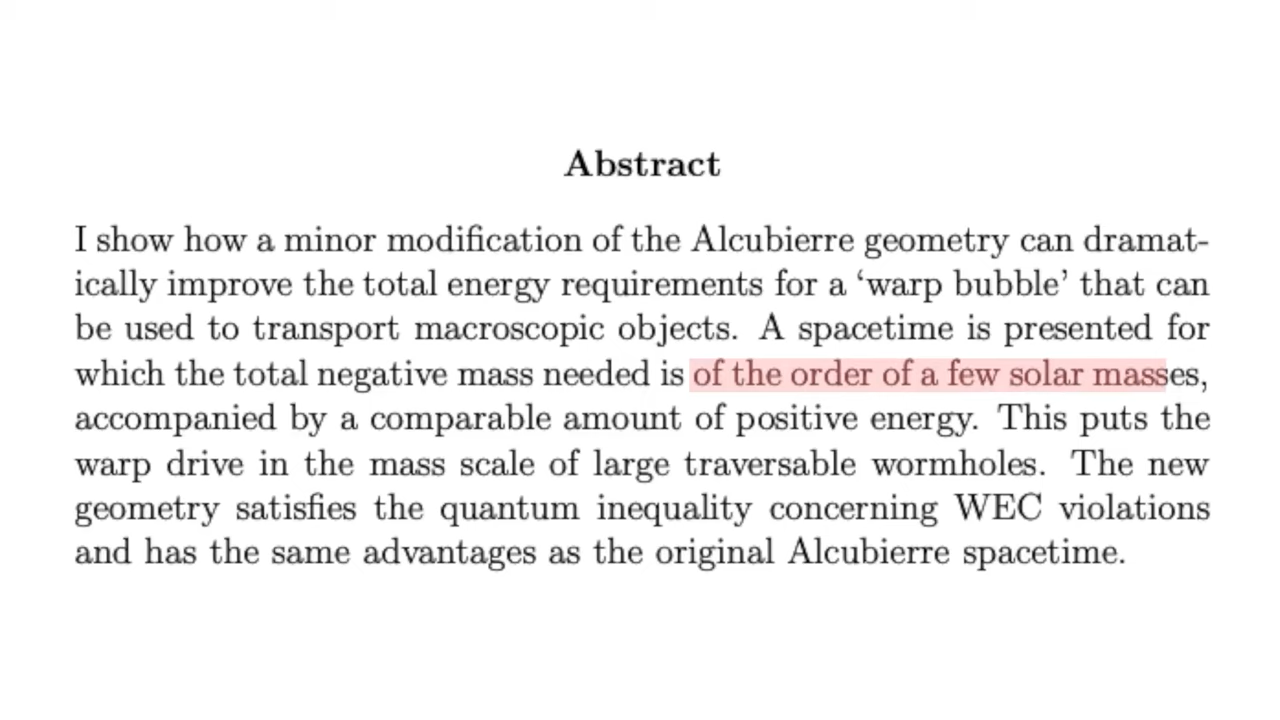 Abstract
I show how a minor modification of the Alcubierre geometry can dramat-
ically improve the total energy requirements for a ‘warp bubble’ that can
be used to transport macroscopic objects. A spacetime is presented for
which the total negative mass needed is of the order of a few solar masses,
accompanied by a comparable amount of positive energy. This puts the
warp drive in the mass scale of large traversable wormholes. The new
geometry satisfies the quantum inequality concerning WEC violations
and has the same advantages as the original Alcubierre spacetime.